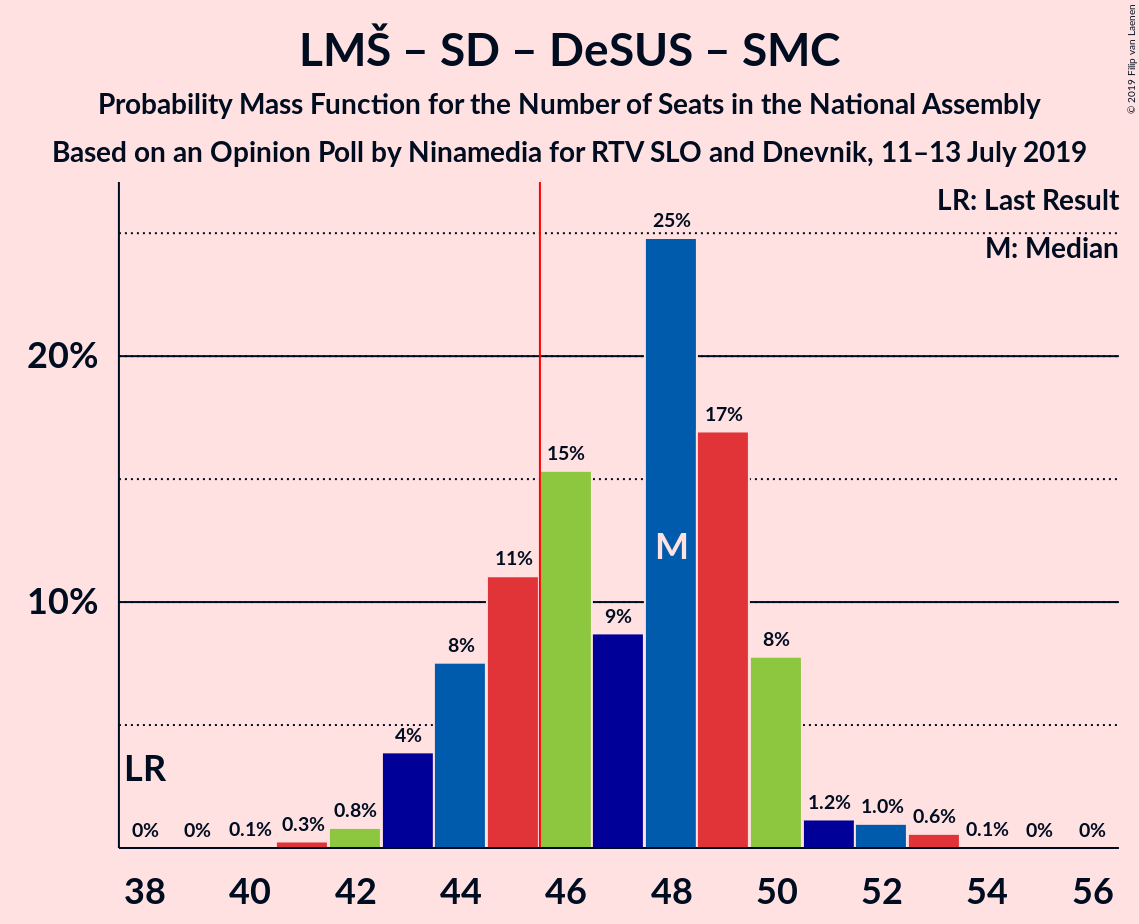 LMŠ – SD – DeSUS – SMC
Probability Mass Function for the Number of Seats in the National Assembly
Based on an Opinion Poll by Ninamedia for RTV SLO and Dnevnik, 11–13 July 2019
© 2019 Filip van Laenen
LR: Last Result
M: Median
20%
10%
LR
M
0% 0% 0.1% 0.3% 0.8% 4% 8% 11% 15% 9% 25% 17% 8% 1.2% 1.0% 0.6% 0.1% 0% 0%
38 40 42 44 46 48 50 52 54 56